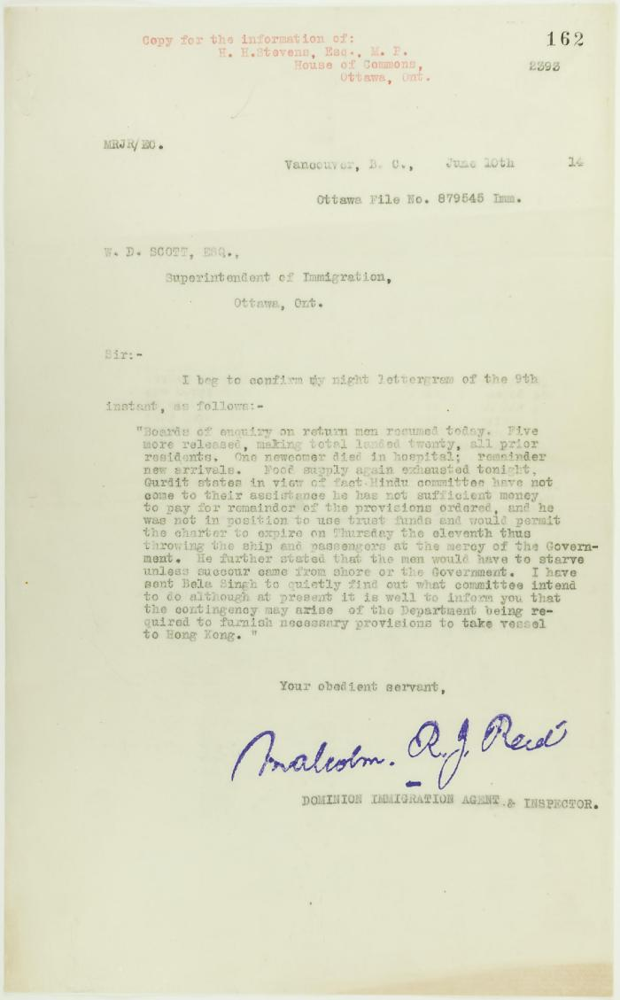 Copy for the information of:
H. H.Stevens, Esq., M. P.
House of Commons,
Ottawa, Ont.
162
2393
MRJR/EC.
Vancouver, B. C., June 10th 14
Ottawa File No. 879545 Imm.
W. D. SCOTT, ESQ.,
Superintendent of Immigration,
Ottawa, Ont.
Sir:-
I beg to confirm my night lettergram of the 9th
instant, as follows:-
"Boards of enquiry on return men resumed today. Five
more released, making total landed twenty, all prior
residents. One newcomer died in hospital; remainder
new arrivals. Food supply again exhausted tonight,
Gurdit states in view of fact Hindu committee have not
come to their assistance he has not sufficient money
to pay for remainder of the provisions ordered, and he
was not in position to use trust funds and would permit
the charter to expire on Thursday the eleventh thus
throwing the ship and passengers at the mercy of the Govern-
ment. He further stated that the men would have to starve
unless succour came from shore or the Government. I have
sent Bela Singh to quietly find out what committee intend
to do although at present it is well to inform you that
the contingency may arise of the Department being re-
quired to furnish necessary provisions to take vessel
to Hong Kong. "
Your obedient servant,
Malcolm. R. J. Reid
DOMINION IMMIGRATION AGENT & INSPECTOR.